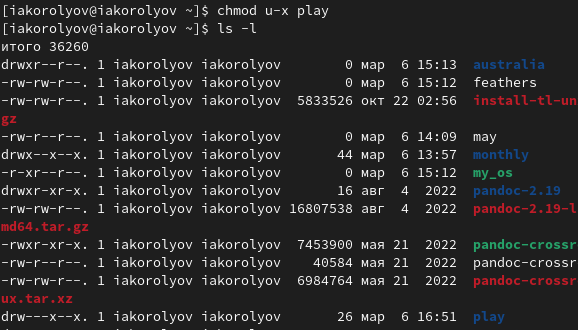 [iakorolyov@iakorolyov ~]$ chmod u-x play
[iakorolyov@iakorolyov ~]$ ls -l
итого 36260
drwxr--r--. 1 iakorolyov iakorolyov 0 мар 6 15:13 australia
-rw-rw-r--. 1 iakorolyov iakorolyov 0 мар 6 15:12 feathers
-rw-rw-r--. 1 iakorolyov iakorolyov 5833526 окт 22 02:56 install-tl-un
gz
-rw-r--r--. 1 iakorolyov iakorolyov 0 мар 6 14:09 may
drwx--x--x. 1 iakorolyov iakorolyov 44 мар 6 13:57 monthly
-r-xr--r--. 1 iakorolyov iakorolyov 0 мар 6 15:12 my_os
drwxr-xr-x. 1 iakorolyov iakorolyov 16 авг 4 2022 pandoc-2.19
-rw-rw-r--. 1 iakorolyov iakorolyov 16807538 авг 4 2022 pandoc-2.19-l
md64.tar.gz
-rwxr-xr-x. 1 iakorolyov iakorolyov 7453900 мая 21 2022 pandoc-crossr
-rw-r--r--. 1 iakorolyov iakorolyov 40584 мая 21 2022 pandoc-crossr
-rw-rw-r--. 1 iakorolyov iakorolyov 6984764 мая 21 2022 pandoc-crossr
ux.tar.xz
drw---x--x. 1 iakorolyov iakorolyov 26 мар 6 16:51 play